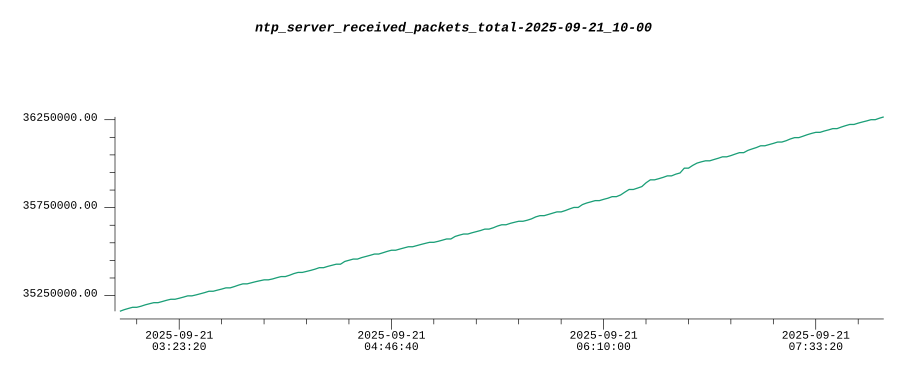 ntp_server_received_packets_total-2025-09-21_10-00
36250000.00
35750000.00
35250000.00
2025-09-21 2025-09-21 2025-09-21 2025-09-21
03:23:20 04:46:40 06:10:00 07:33:20